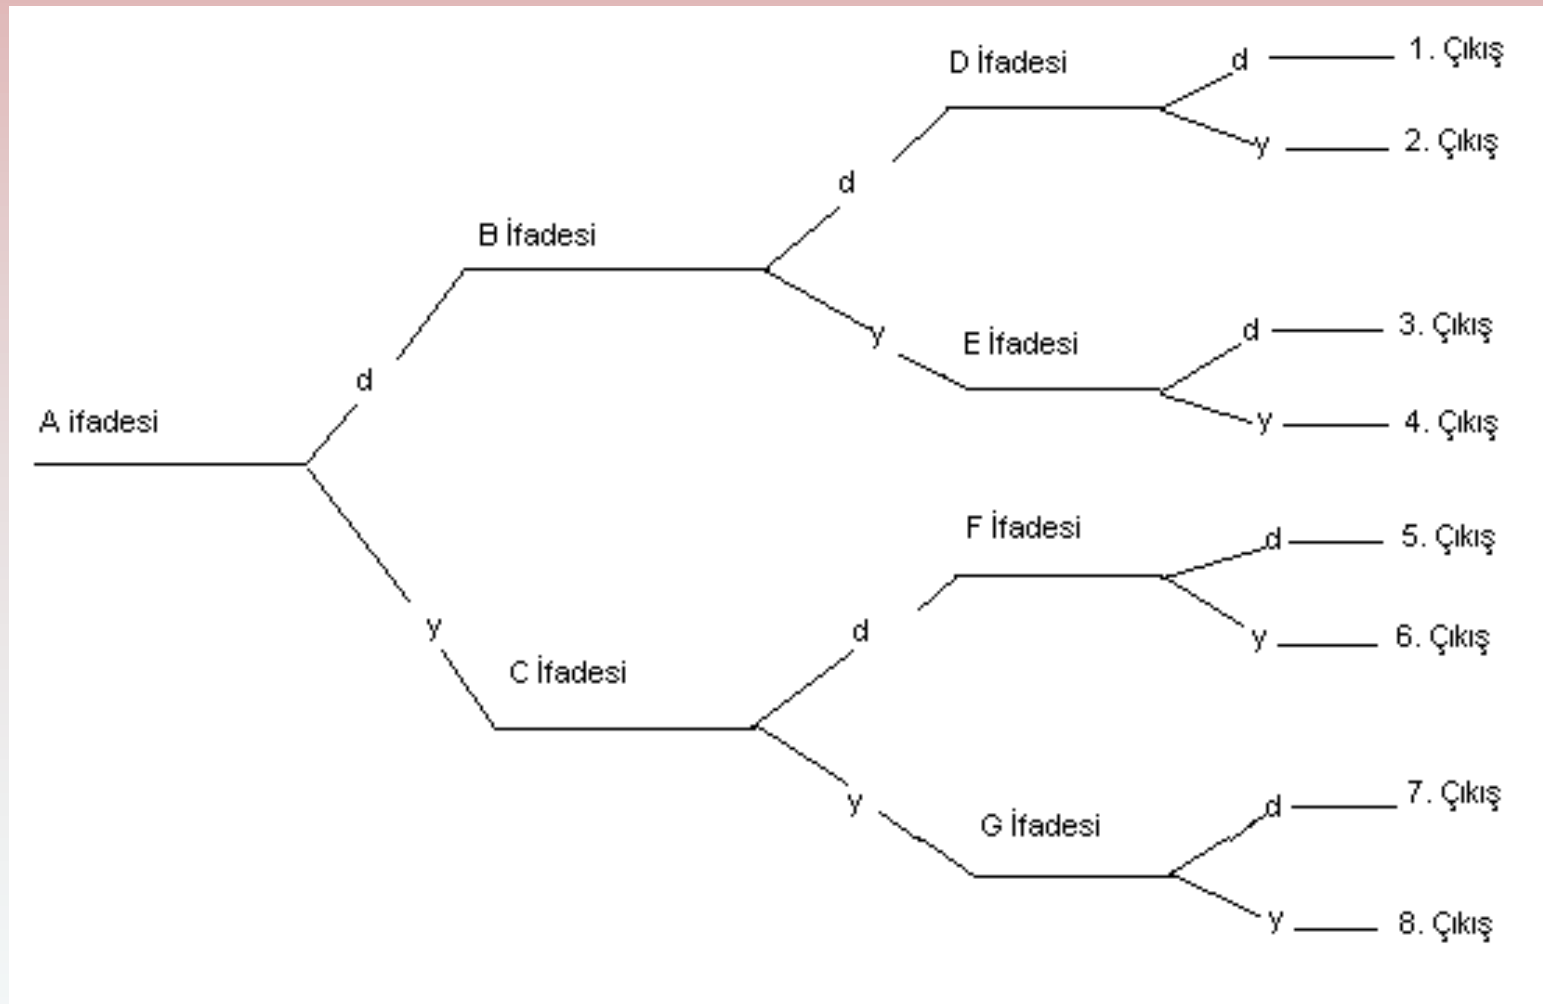 D İfadesi
d
1. Çıkış
y
2. Çıkış
d
B İfadesi
y
E İfadesi
d
3. Çıkış
y
4. Çıkış
d
A ifadesi
y
C İfadesi
d
F İfadesi
d
5. Çıkış
y
6. Çıkış
y
G İfadesi
d
7. Çıkış
y
8. Çıkış